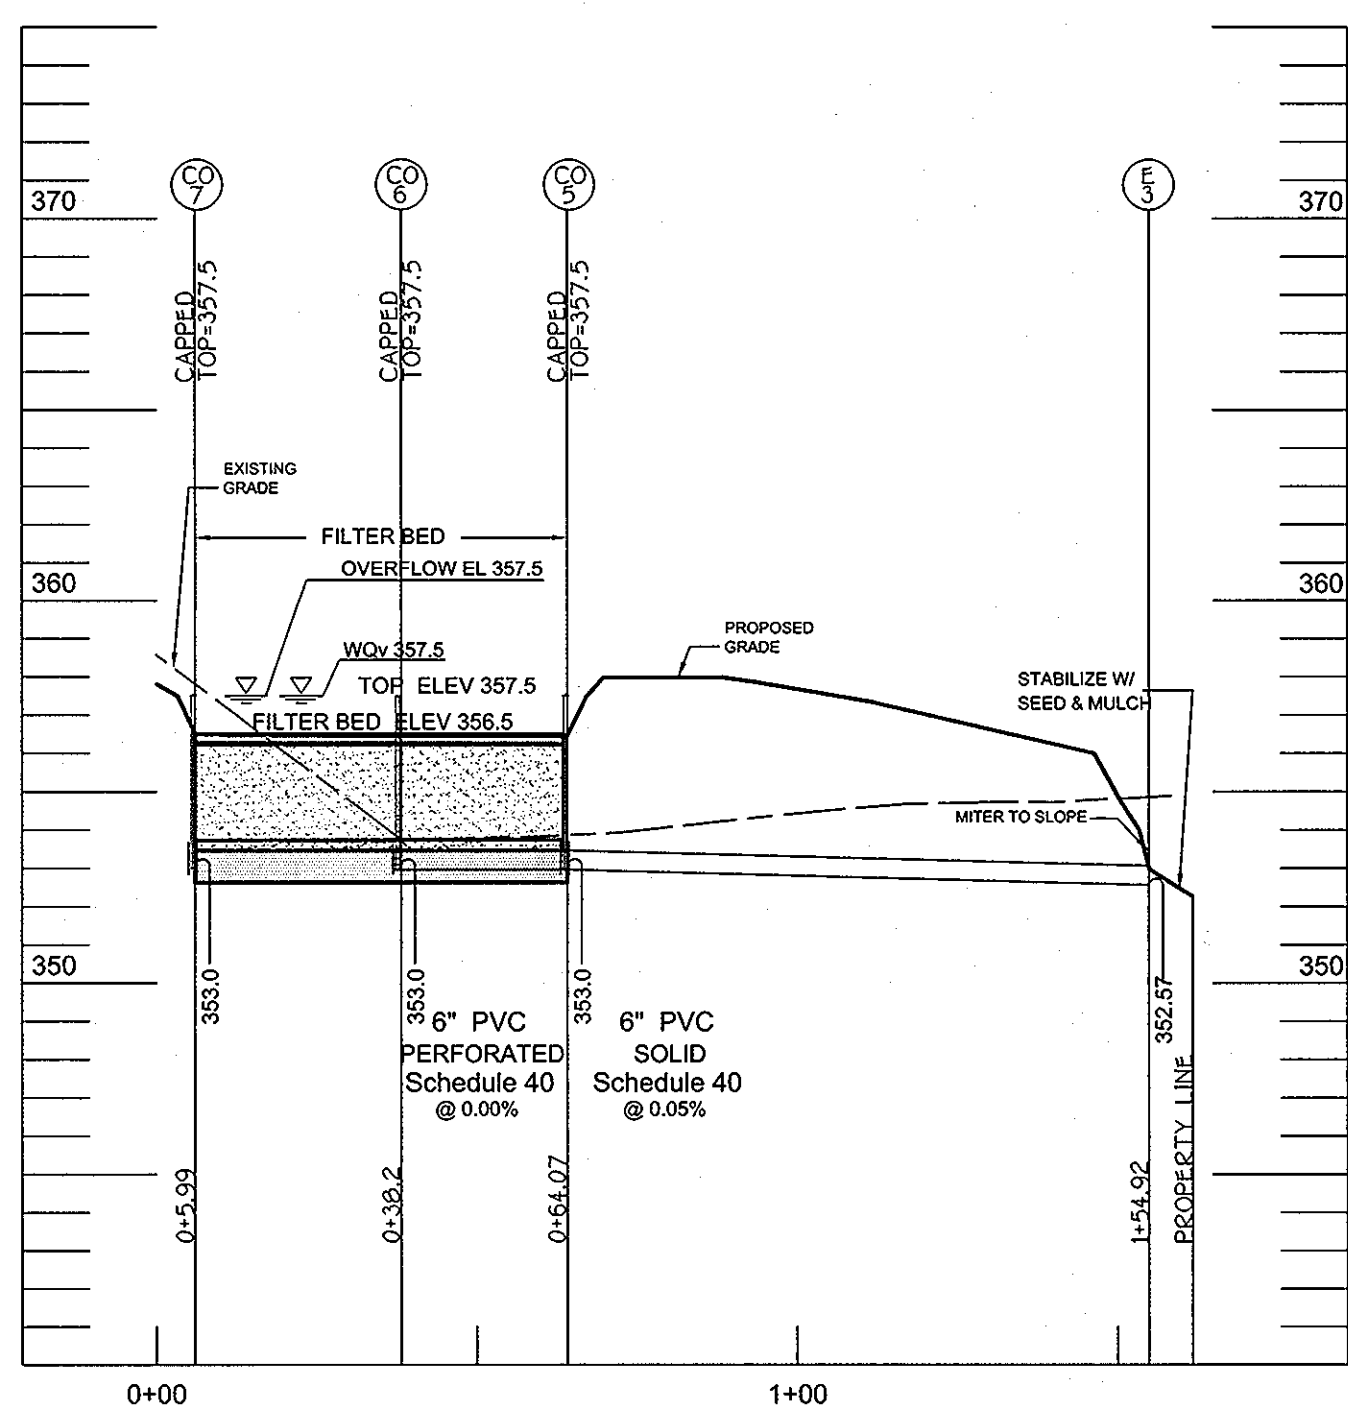 CO
7
CO
6
CO
5
E
3
370
370
CAPPED
TOP=357.5
CAPPED
TOP=357.5
CAPPED
TOP=357.5
EXISTING
GRADE
FILTER BED
OVERFLOW EL 357.5
360
360
WQv 357.5
TOP ELEV 357.5
FILTER BED ELEV 356.5
PROPOSED
GRADE
STABILIZE W/
SEED & MULCH
MITER TO SLOPE
350
350
353.0
353.0
353.0
352.57
6" PVC
PERFORATED
Schedule 40
@ 0.00%
6" PVC
SOLID
Schedule 40
@ 0.05%
0+5.99
0+38.2
0+64.07
1+54.92
PROPERTY LINE
0+00
1+00